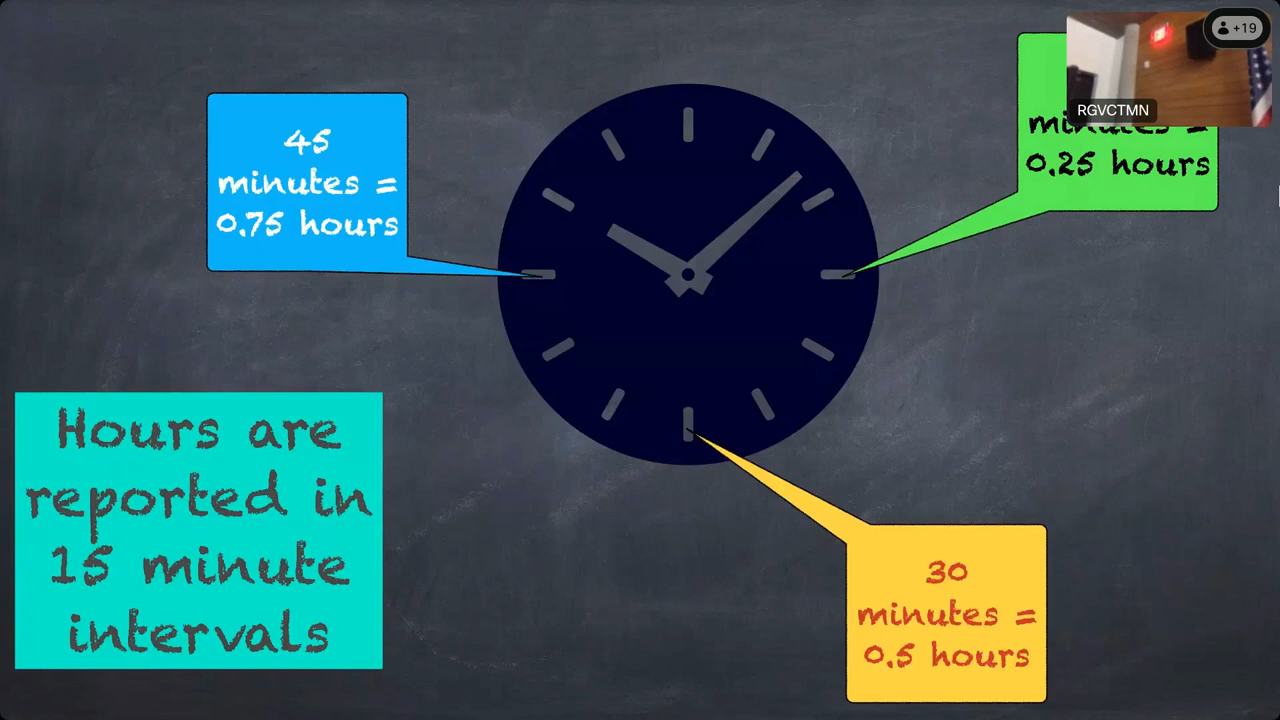 45
minutes =
0.75 hours
+19
RGVCTMN
minutes =
0.25 hours
Hours are
reported in
15 minute
intervals
30
minutes =
0.5 hours